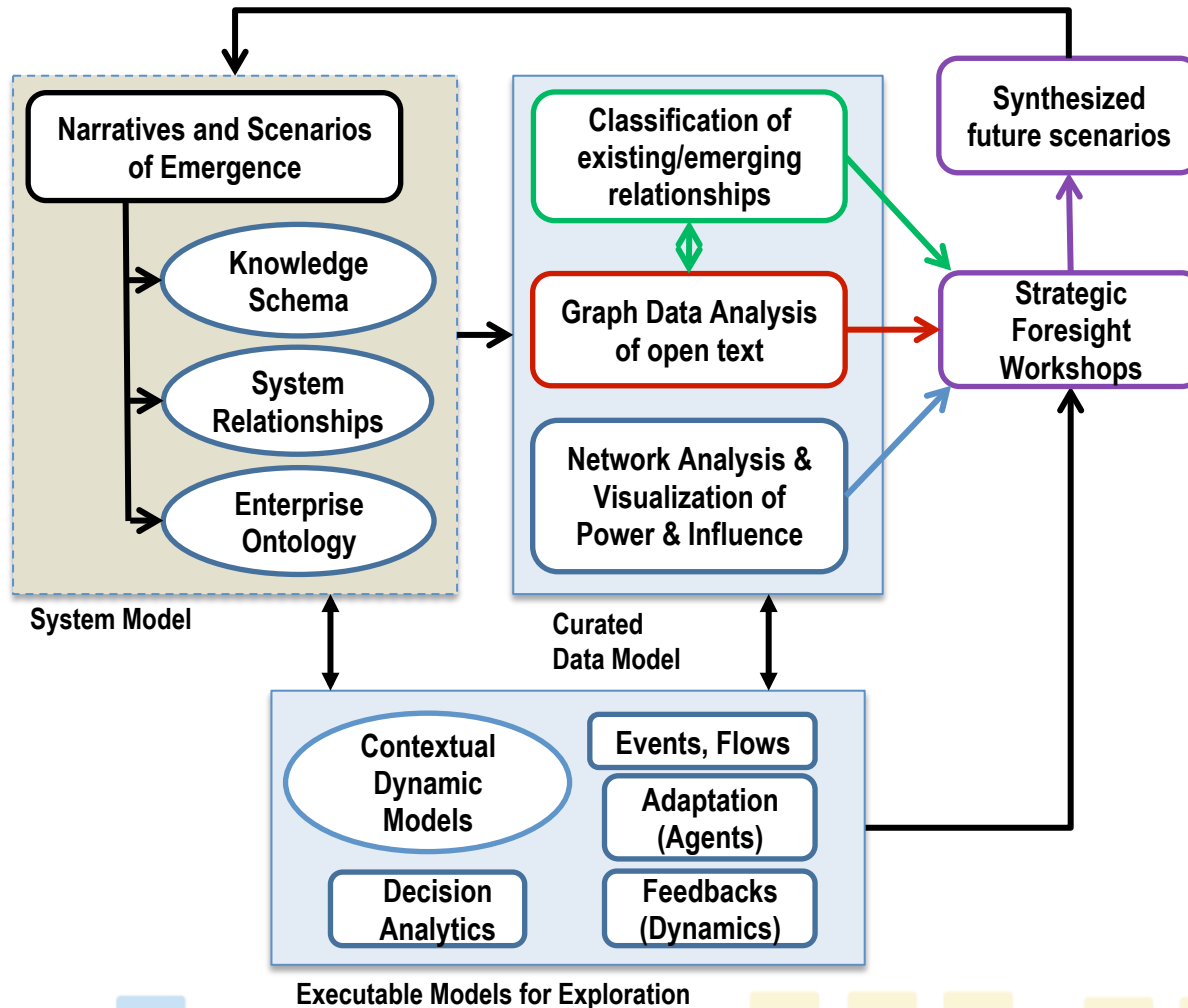 Narratives and Scenarios
of Emergence
Knowledge
Schema
System
Relationships
Enterprise
Ontology
System Model
Classification of
existing/emerging
relationships
Graph Data Analysis
of open text
Network Analysis &
Visualization of
Power & Influence
Curated
Data Model
Synthesized
future scenarios
Strategic
Foresight
Workshops
Contextual
Dynamic
Models
Decision
Analytics
Events, Flows
Adaptation
(Agents)
Feedbacks
(Dynamics)
Executable Models for Exploration